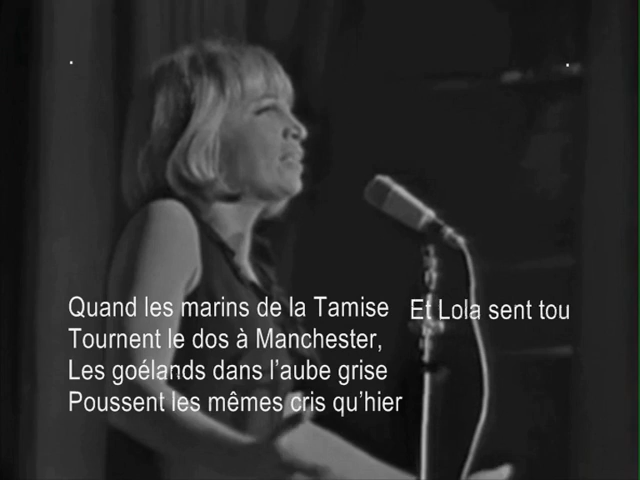 Quand les marins de la Tamise
Tournent le dos à Manchester,
Les goélands dans l’aube grise
Poussent les mêmes cris qu’hier
Et Lola sent tou